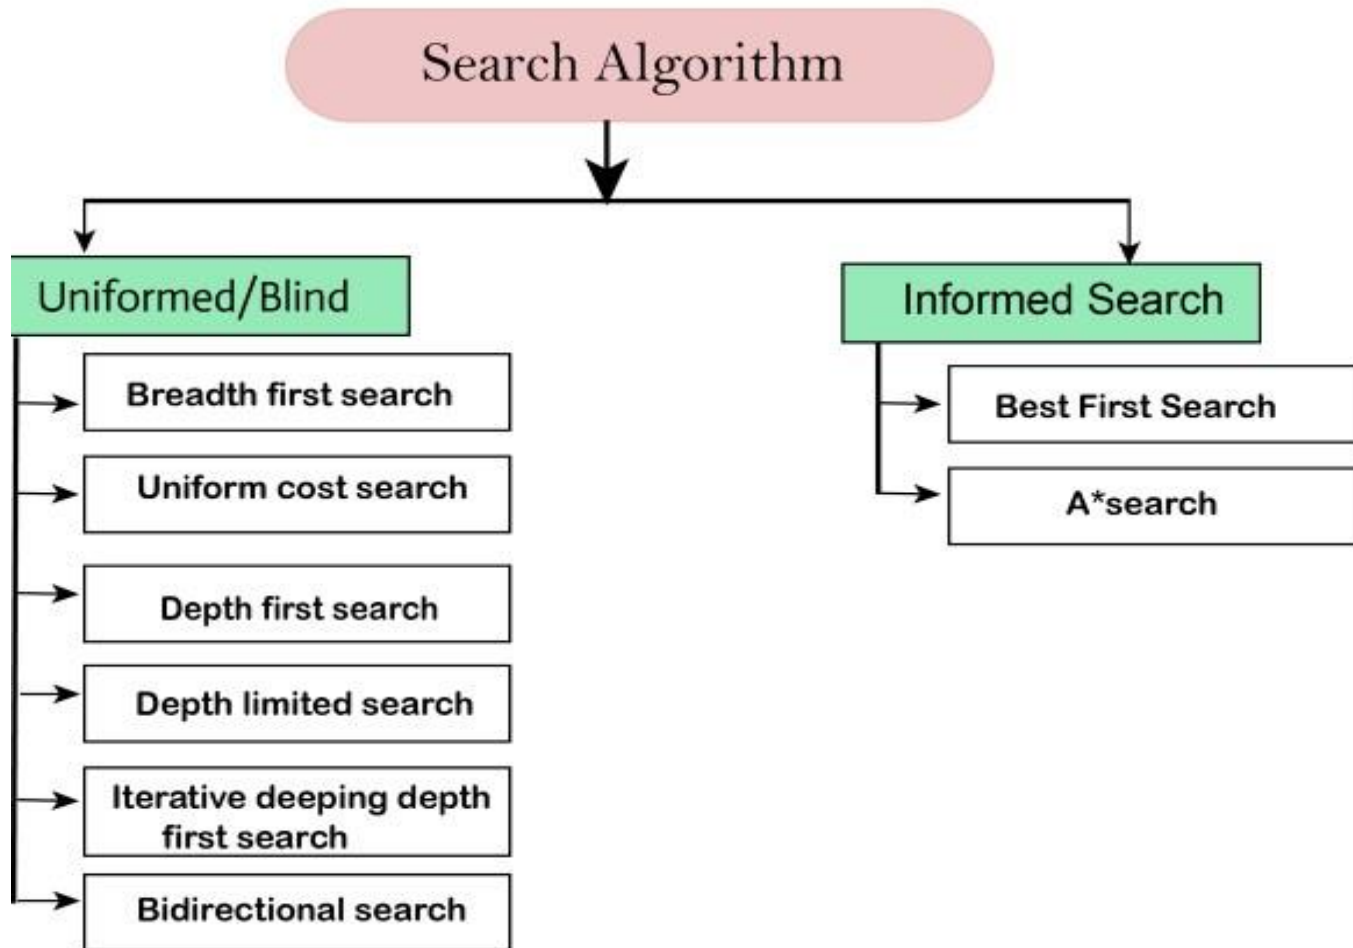 Search Algorithm
Uniformed/Blind
Breadth first search
Uniform cost search
Depth first search
Depth limited search
Iterative deeping depth
first search
Bidirectional search
Informed Search
Best First Search
A*search